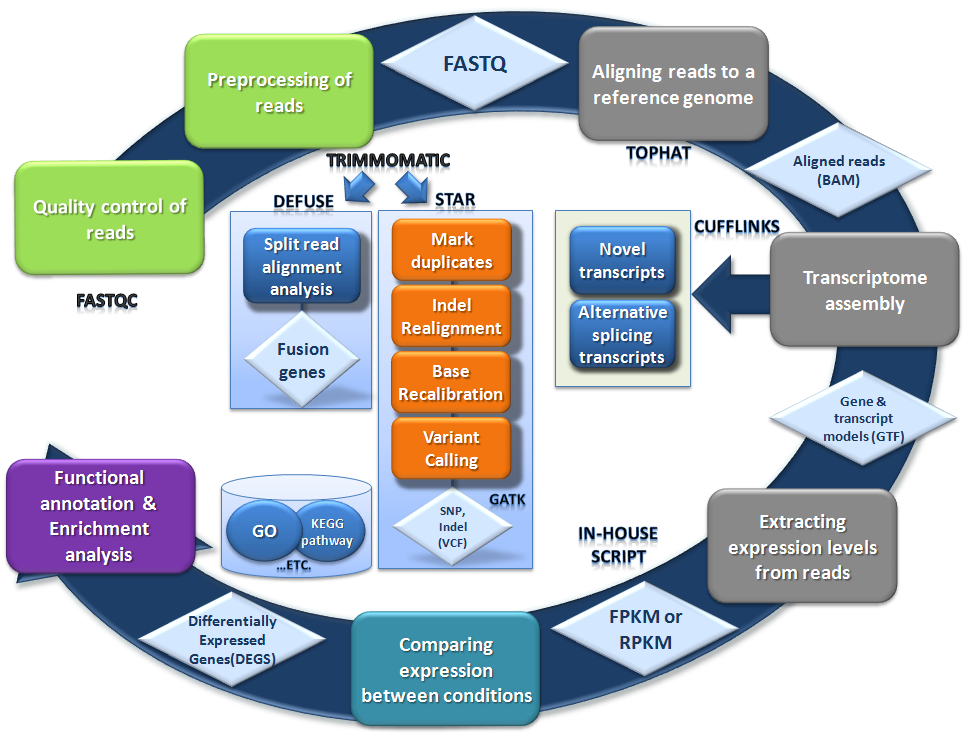 FASTQ
Preprocessing of
reads
Aligning reads to a
reference genome
TRIMMOMATIC
TOPHAT
Aligned reads
(BAM)
Quality control of
reads
FASTQC
DEFUSE
STAR
Split read
alignment
analysis
Fusion
genes
Mark
duplicates
Indel
Realignment
Base
Recalibration
Variant
Calling
GATK
SNP,
Indel
(VCF)
CUFFLINKS
Novel
transcripts
Alternative
splicing
transcripts
Transcriptome
assembly
Gene &
transcript
models (GTF)
Functional
annotation &
Enrichment
analysis
GO
KEGG
pathway
...ETC.
IN-HOUSE
SCRIPT
Extracting
expression levels
from reads
Differentially
Expressed
Genes(DEGS)
Comparing
expression
between conditions
FPKM or
RPKM